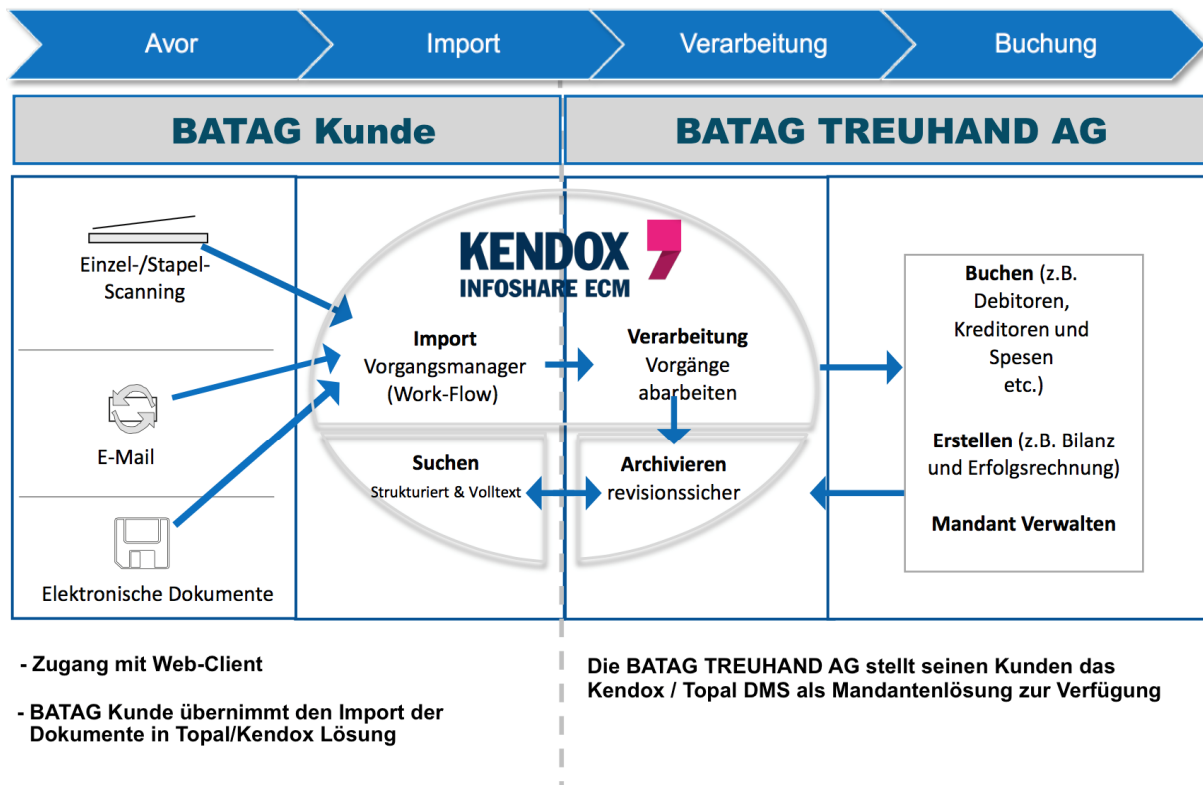 Avor
Import
Verarbeitung
Buchung
BATAG Kunde
BATAG TREUHAND AG
Einzel-/Stapel-
Scanning
E-Mail
Elektronische Dokumente
KENDOX
INFOSHARE ECM
Import
Vorgangsmanager
(Work-Flow)
Verarbeitung
Vorgänge
abarbeiten
Suchen
Strukturiert & Volltext
Archivieren
revisionssicher
Buchen (z.B.
Debitoren,
Kreditoren und
Spesen
etc.)
Erstellen (z.B. Bilanz
und Erfolgsrechnung)
Mandant Verwalten
- Zugang mit Web-Client
- BATAG Kunde übernimmt den Import der
Dokumente in Topal/Kendox Lösung
Die BATAG TREUHAND AG stellt seinen Kunden das
Kendox / Topal DMS als Mandantenlösung zur Verfügung